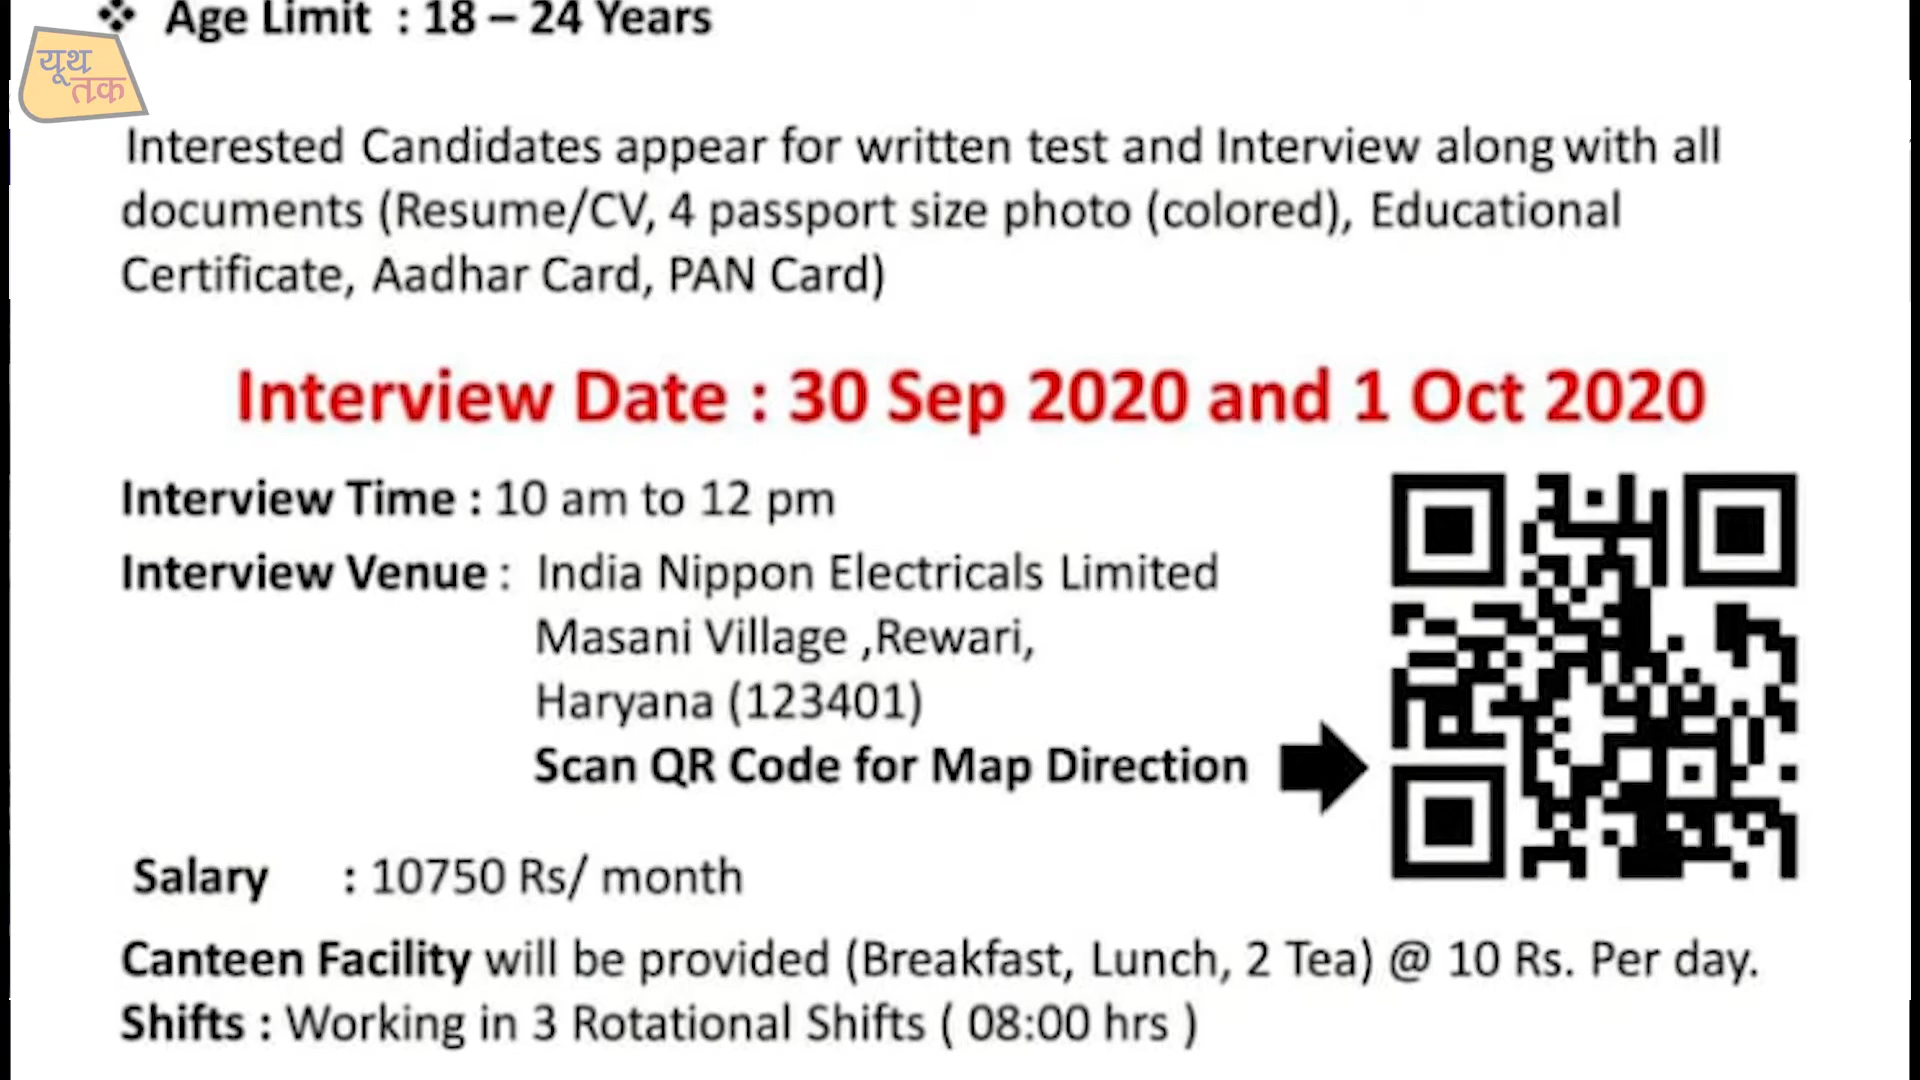 ❖ Age Limit : 18 – 24 Years
यूथ
तक
Interested Candidates appear for written test and Interview along with all
documents (Resume/CV, 4 passport size photo (colored), Educational
Certificate, Aadhar Card, PAN Card)
Interview Date : 30 Sep 2020 and 1 Oct 2020
Interview Time : 10 am to 12 pm
Interview Venue : India Nippon Electricals Limited
Masani Village ,Rewari,
Haryana (123401)
Scan QR Code for Map Direction
Salary : 10750 Rs/ month
Canteen Facility will be provided (Breakfast, Lunch, 2 Tea) @ 10 Rs. Per day.
Shifts : Working in 3 Rotational Shifts ( 08:00 hrs )